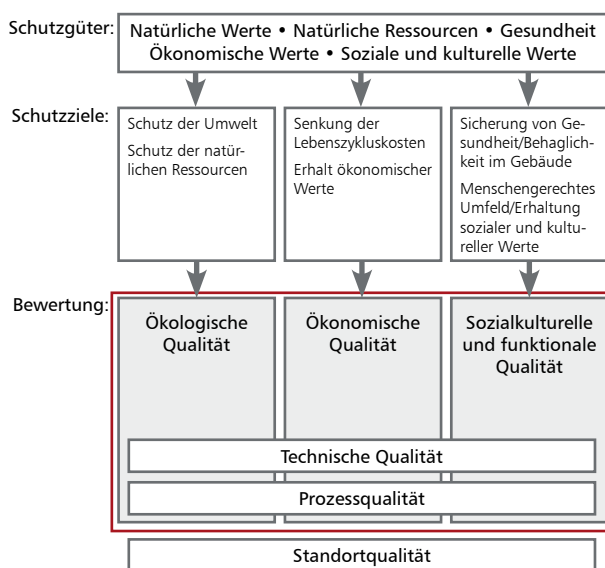 Schutzgüter:
Natürliche Werte • Natürliche Ressourcen • Gesundheit
Ökonomische Werte • Soziale und kulturelle Werte
Schutzziele:
Schutz der Umwelt
Schutz der natür-
lichen Ressourcen
Senkung der
Lebenszykluskosten
Erhalt ökonomischer
Werte
Sicherung von Ge-
sundheit/Behaglich-
keit im Gebäude
Menschengerechtes
Umfeld/Erhaltung
sozialer und kultu-
reller Werte
Bewertung:
Ökologische
Qualität
Ökonomische
Qualität
Sozialkulturelle
und funktionale
Qualität
Technische Qualität
Prozessqualität
Standortqualität